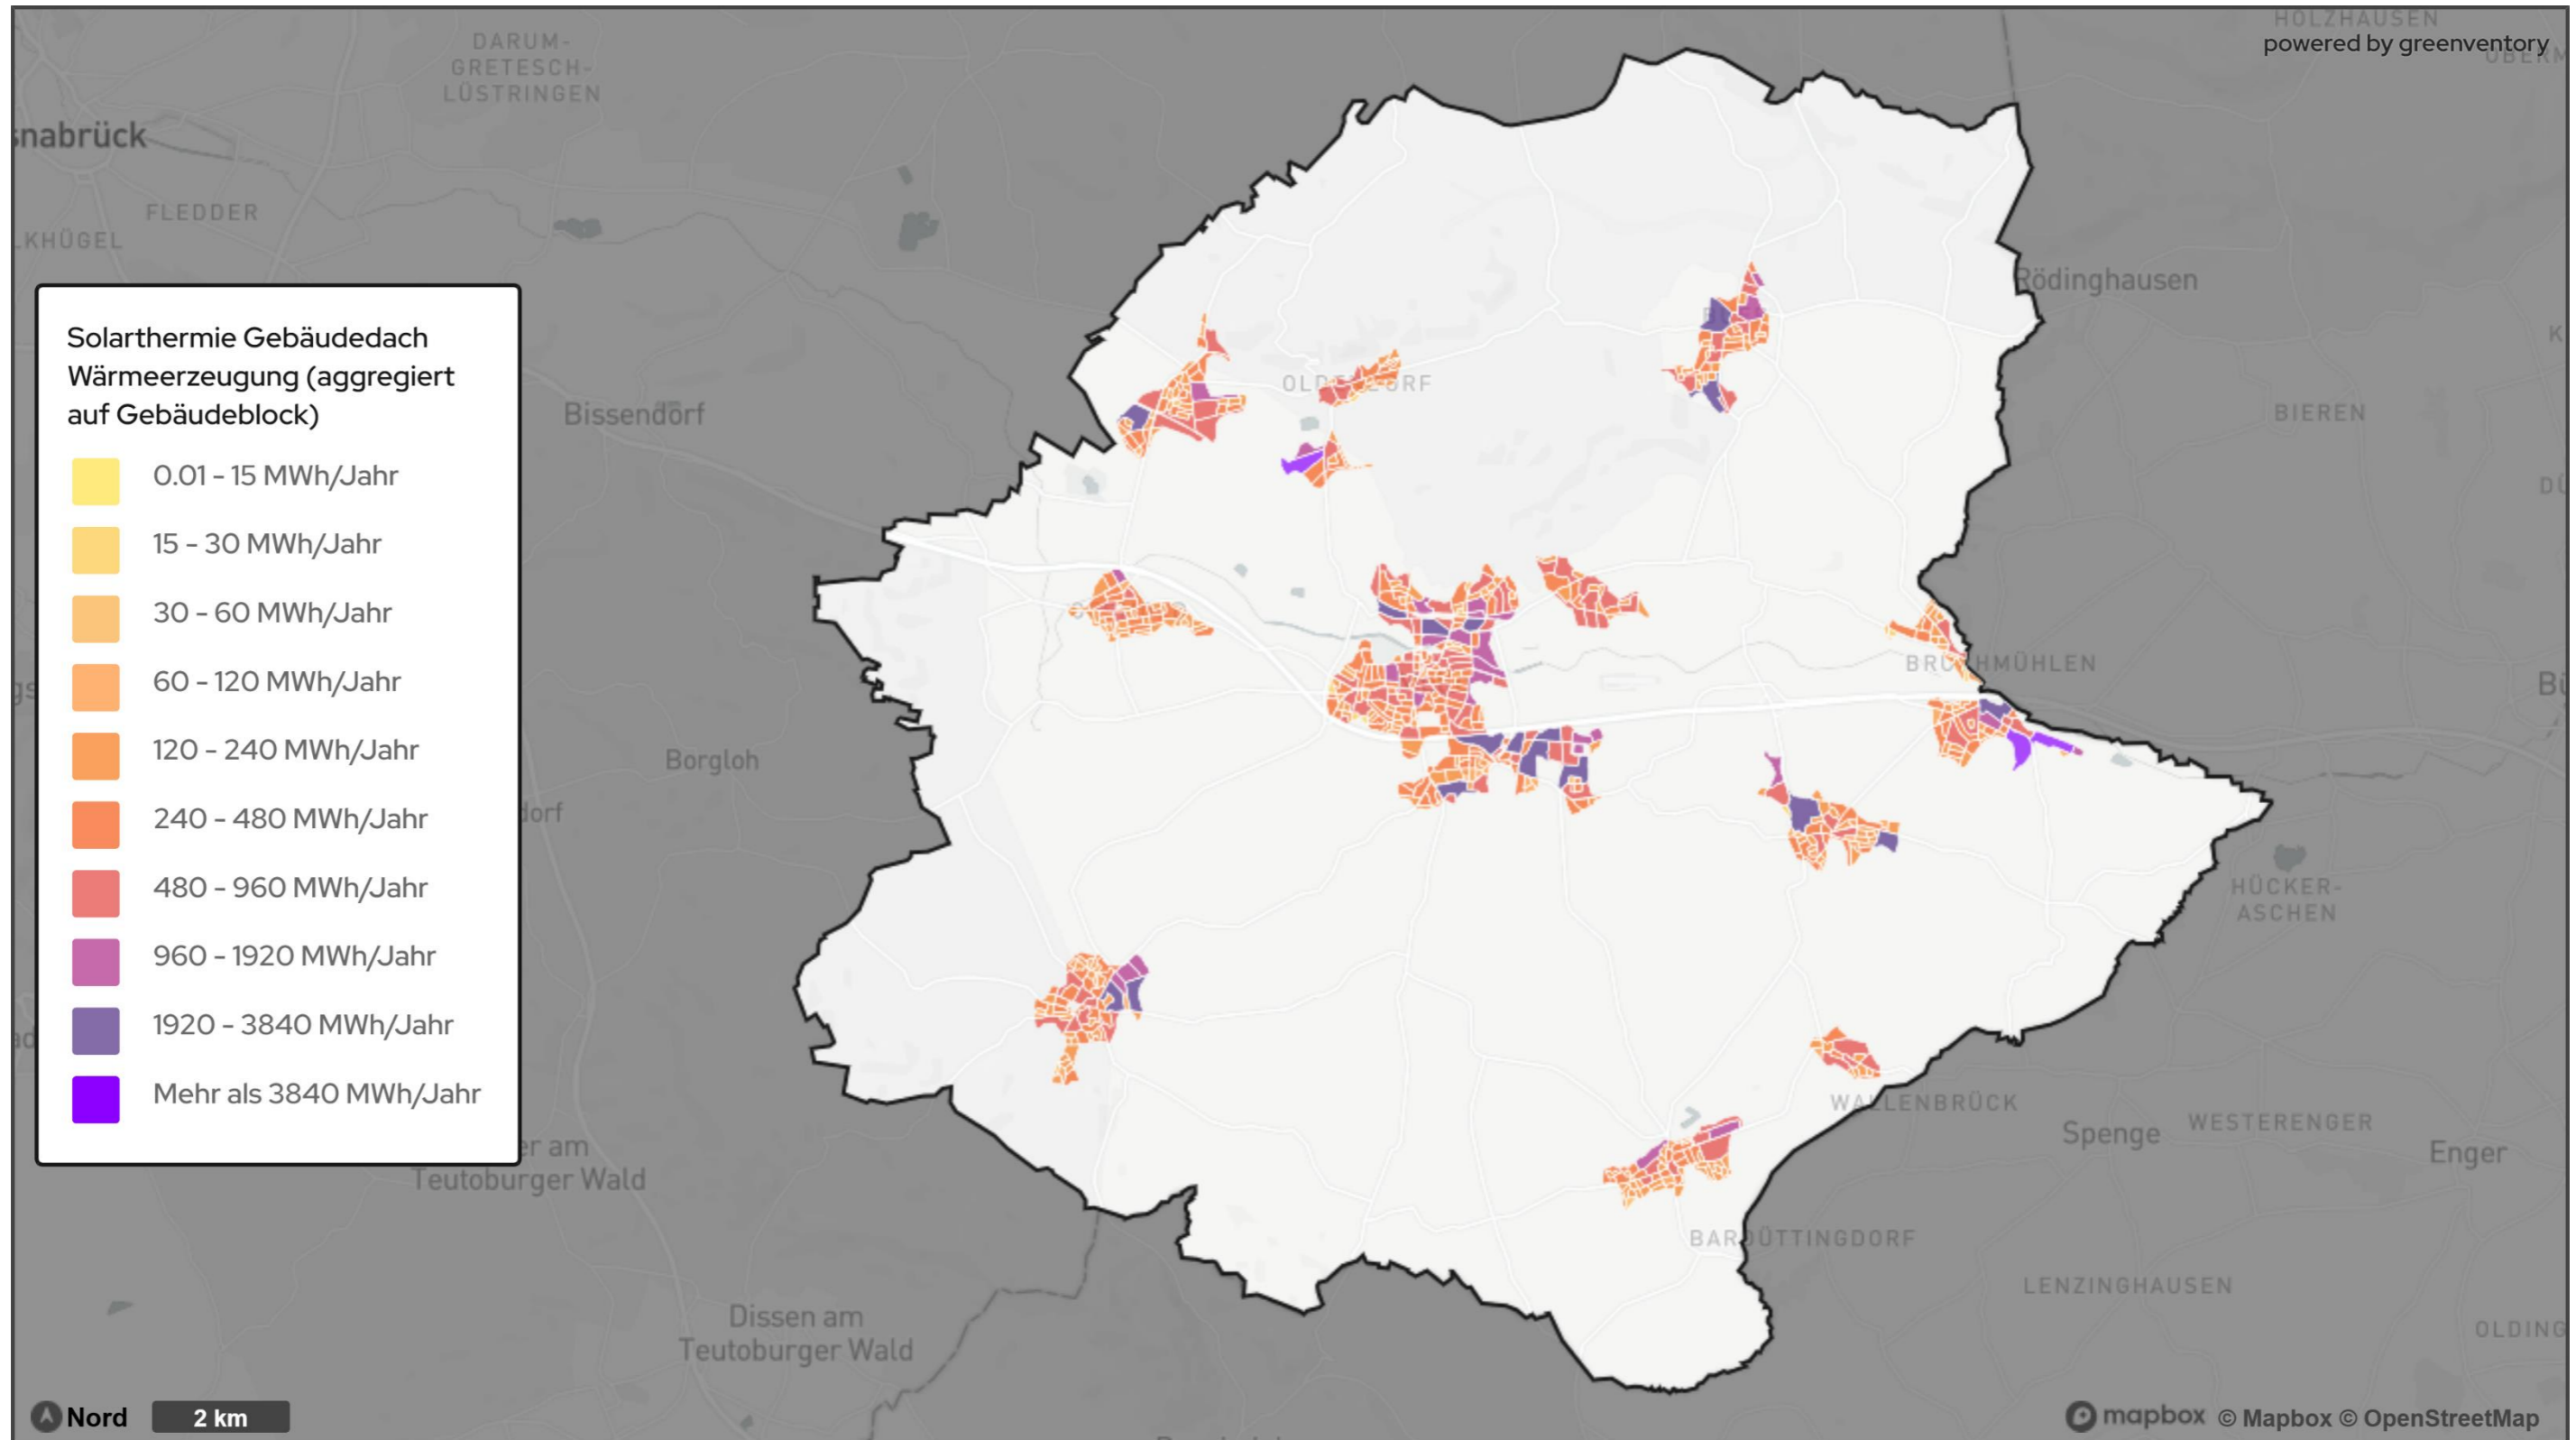 HOLZHAUSEN
powered by greenventory
DARUM-
GRETESCH-
LÜSTRINGEN
snabrück
FLEDDER
LKHÜGEL
Rödinghausen
Solarthermie Gebäudedach
Wärmeerzeugung (aggregiert
auf Gebäudeblock)
0.01 - 15 MWh/Jahr
15 - 30 MWh/Jahr
30 - 60 MWh/Jahr
60 - 120 MWh/Jahr
120 - 240 MWh/Jahr
240 - 480 MWh/Jahr
480 - 960 MWh/Jahr
960 - 1920 MWh/Jahr
1920 - 3840 MWh/Jahr
Mehr als 3840 MWh/Jahr
Bissendorf
BIEREN
Borgloh
dorf
HÜCKER-
ASCHEN
WALLENBRÜCK
Spenge
WESTERENGER
Enger
er am
Teutoburger Wald
BARDÜTTINGDORF
LENZINGHAUSEN
Dissen am
Teutoburger Wald
OLDING
Nord
2 km
mapbox © Mapbox © OpenStreetMap